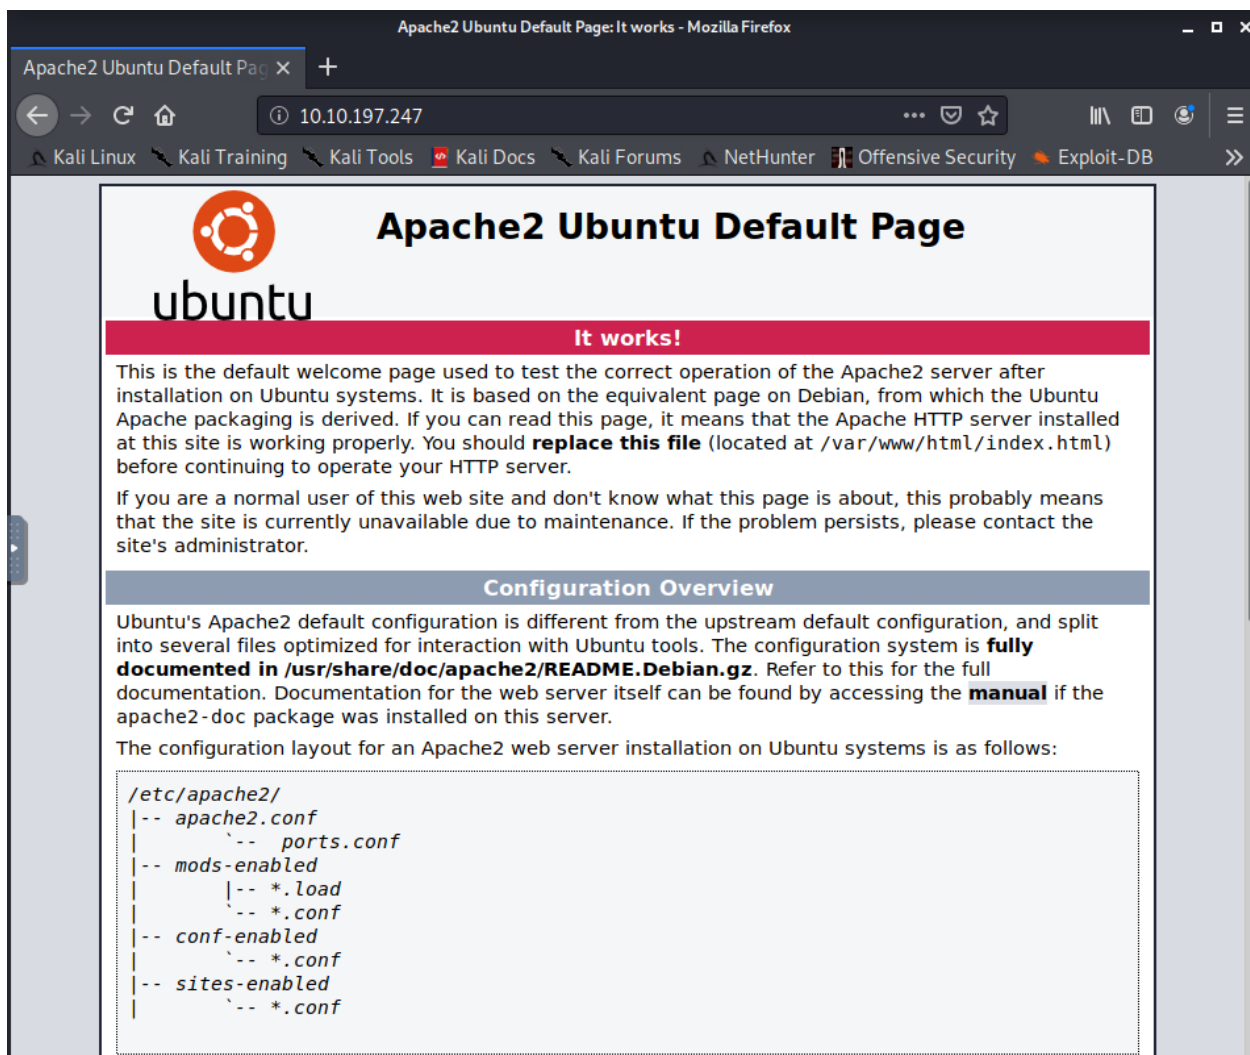 Apache2 Ubuntu Default Page: It works - Mozilla Firefox
Apache2 Ubuntu Default Pag
10.10.197.247
Kali Linux Kali Training Kali Tools Kali Docs Kali Forums NetHunter Offensive Security Exploit-DB
Apache2 Ubuntu Default Page
ubuntu
It works!
This is the default welcome page used to test the correct operation of the Apache2 server after
installation on Ubuntu systems. It is based on the equivalent page on Debian, from which the Ubuntu
Apache packaging is derived. If you can read this page, it means that the Apache HTTP server installed
at this site is working properly. You should replace this file (located at /var/www/html/index.html)
before continuing to operate your HTTP server.
If you are a normal user of this web site and don't know what this page is about, this probably means
that the site is currently unavailable due to maintenance. If the problem persists, please contact the
site's administrator.
Configuration Overview
Ubuntu's Apache2 default configuration is different from the upstream default configuration, and split
into several files optimized for interaction with Ubuntu tools. The configuration system is fully
documented in /usr/share/doc/apache2/README.Debian.gz. Refer to this for the full
documentation. Documentation for the web server itself can be found by accessing the manual if the
apache2-doc package was installed on this server.
The configuration layout for an Apache2 web server installation on Ubuntu systems is as follows:
/etc/apache2/
|-- apache2.conf
|       `--  ports.conf
|-- mods-enabled
|       |-- *.load
|       `-- *.conf
|-- conf-enabled
|       `-- *.conf
|-- sites-enabled
|       `-- *.conf